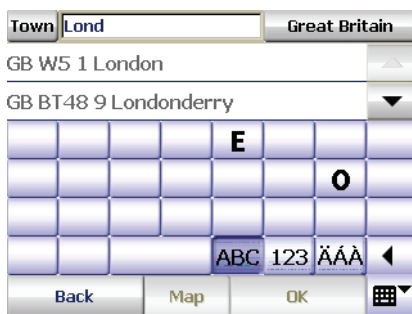 Town Lond Great Britain
GB W5 1 London
GB BT48 9 Londonderry
E
O
ABC 123 ÄÁÀ
Back Map OK